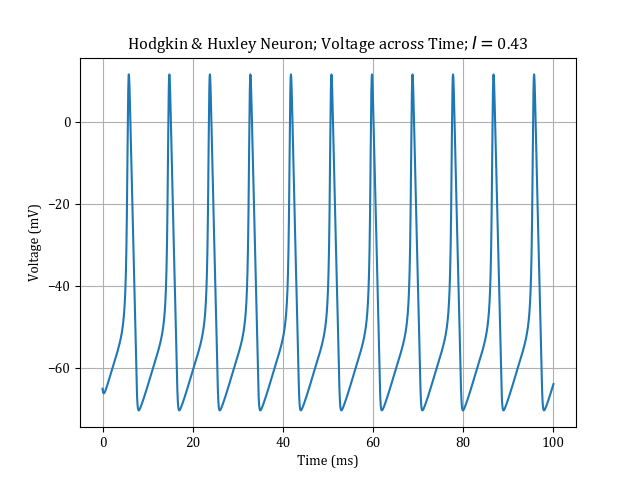 Hodgkin & Huxley Neuron; Voltage across Time; I = 0.43
Voltage (mV)
0
−20
−40
−60
0 20 40 60 80 100
Time (ms)